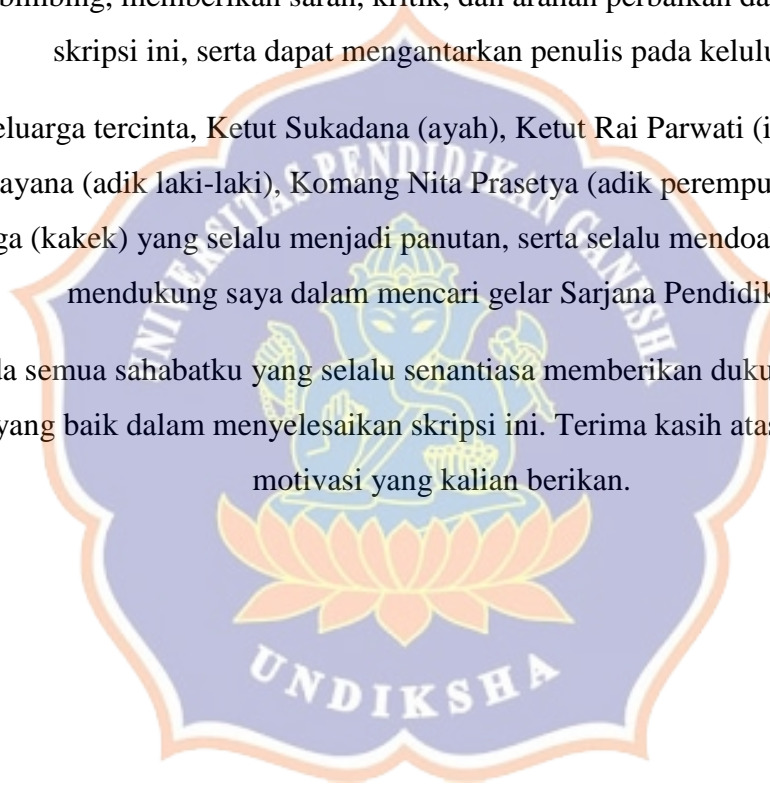 bimbing, memberikan saran, kritik, dan arahan perbaikan da
skripsi ini, serta dapat mengantarkan penulis pada kelulu
eluarga tercinta, Ketut Sukadana (ayah), Ketut Rai Parwati (i
ayana (adik laki-laki), Komang Nita Prasetya (adik perempu
ga (kakek) yang selalu menjadi panutan, serta selalu mendoa
mendukung saya dalam mencari gelar Sarjana Pendidik
da semua sahabatku yang selalu senantiasa memberikan duku
yang baik dalam menyelesaikan skripsi ini. Terima kasih atas
motivasi yang kalian berikan.
UNIVERSITAS PENDIDIKAN GANESHA
UNDIKSHA